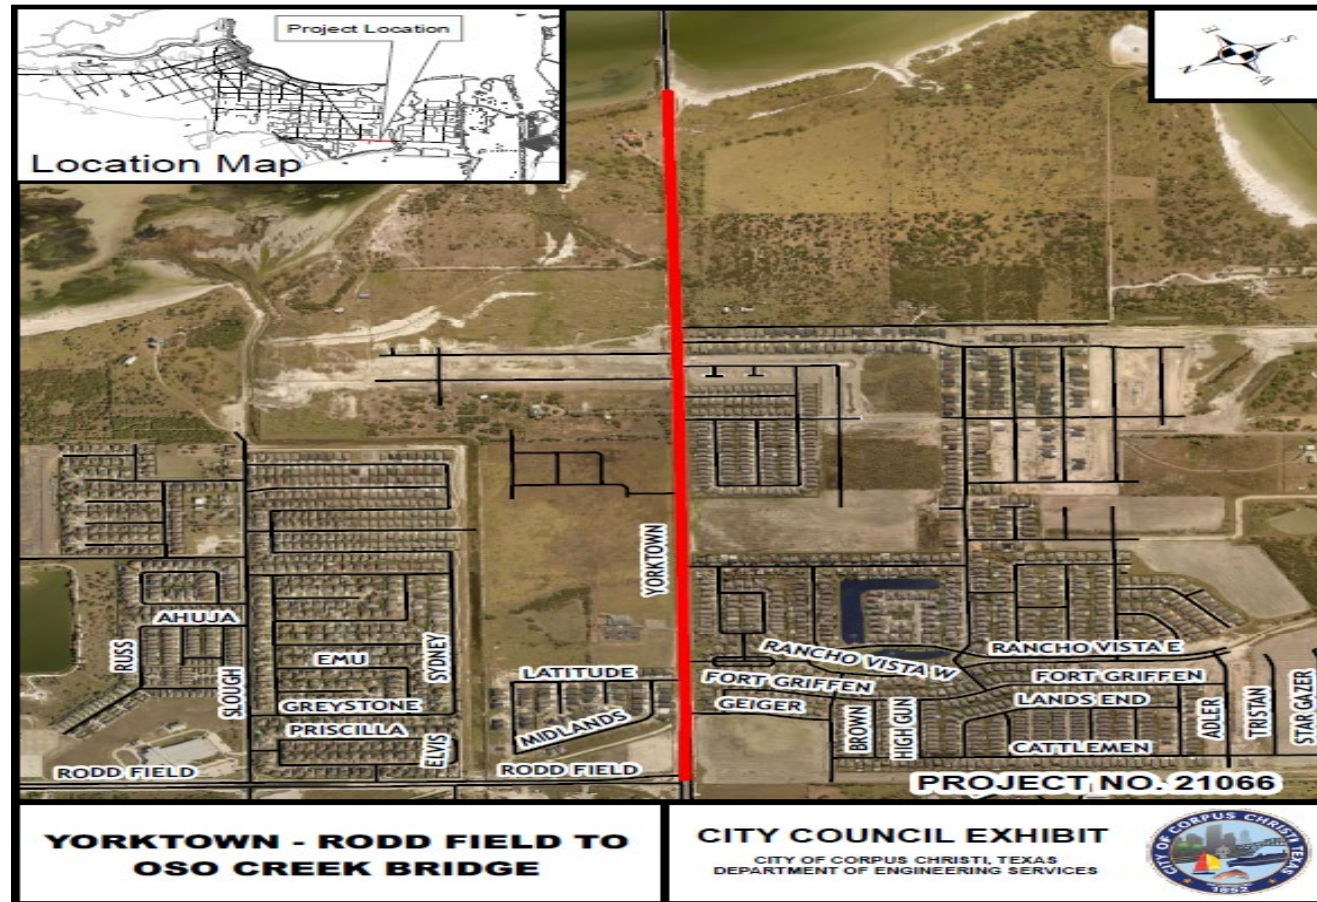 Project Location
Location Map
N
E
S
W
YORKTOWN
AHUJA
RUSS
SLOUGH
EMU
SYDNEY
GREYSTONE
PRISCILLA
ELVIS
RODD FIELD
LATITUDE
MIDLANDS
RODD FIELD
RANCHO VISTA W
RANCHO VISTA E
FORT GRIFFEN
FORT GRIFFEN
GEIGER
BROWN
HIGH GUN
LANDS END
CATTLEMEN
ADLER
TRISTAN
STAR GAZER
PROJECT NO. 21066
YORKTOWN - RODD FIELD TO
OSO CREEK BRIDGE
CITY COUNCIL EXHIBIT
CITY OF CORPUS CHRISTI, TEXAS
DEPARTMENT OF ENGINEERING SERVICES
CITY OF CORPUS CHRISTI TEXAS
1852